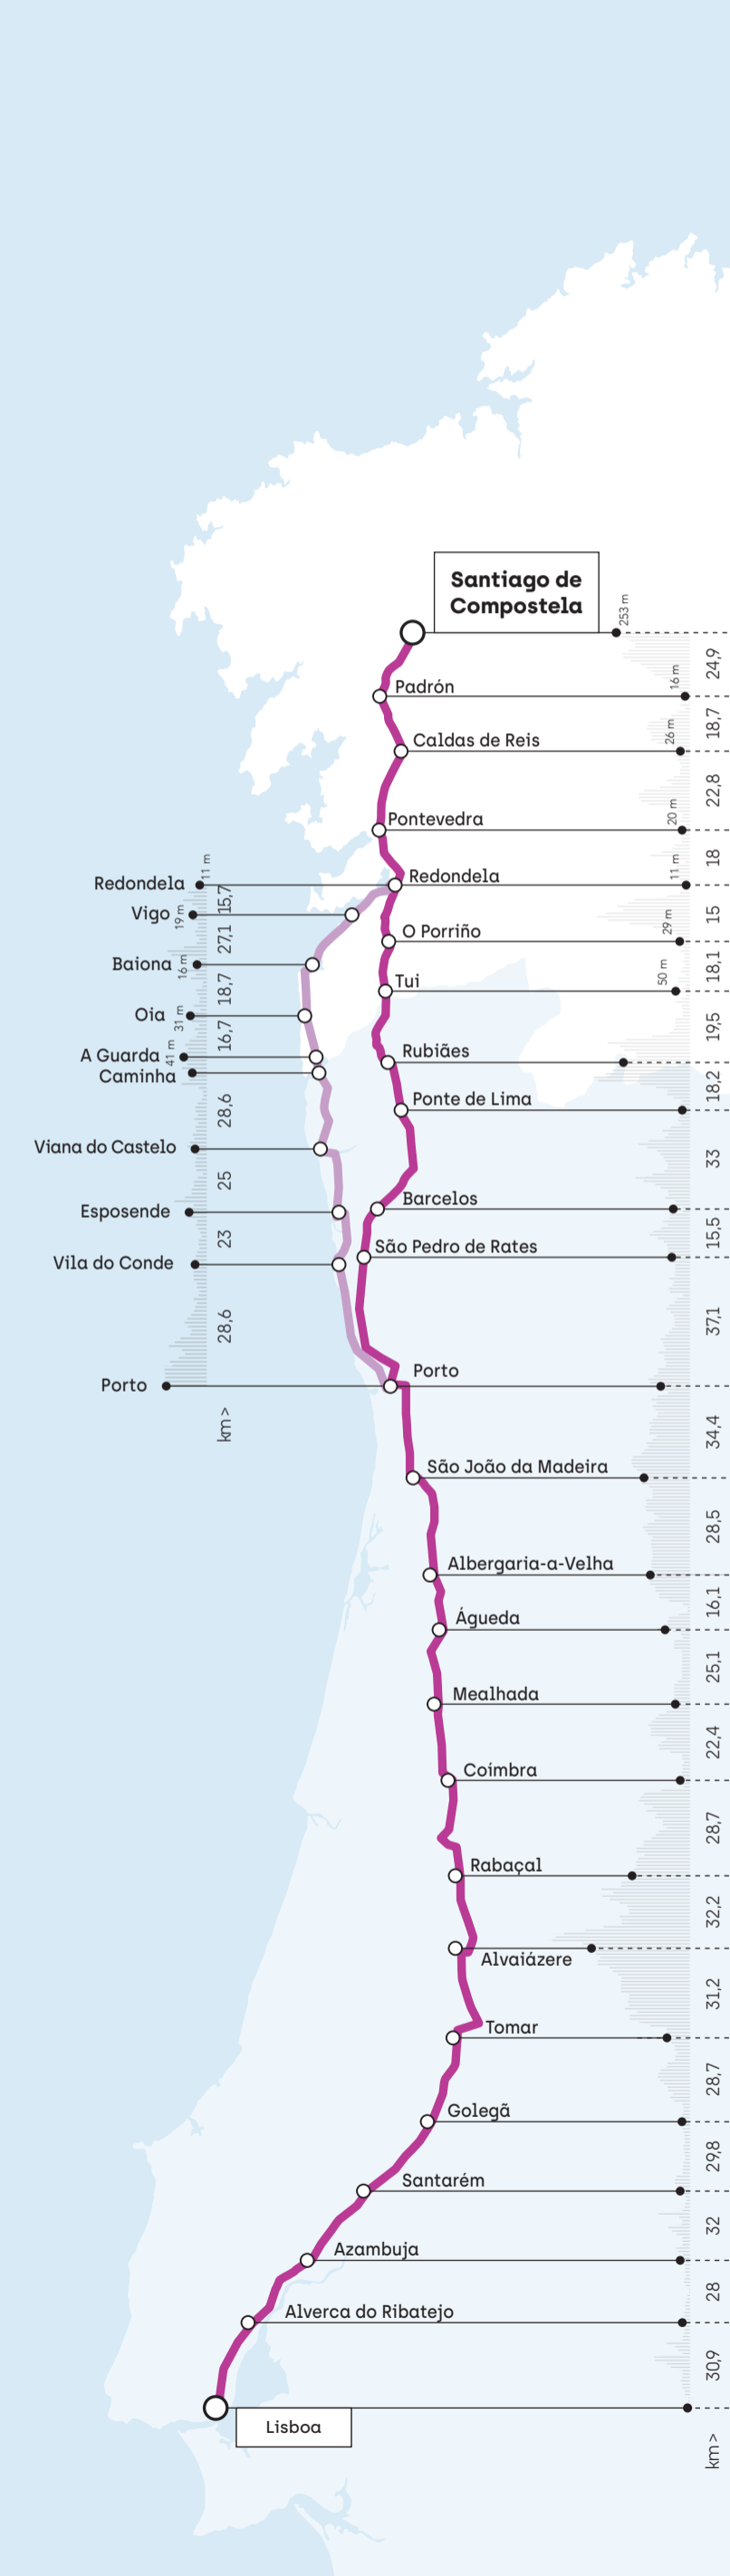 Santiago de
Compostela
253 m
24,9
Padrón
16 m
18,7
Caldas de Reis
26 m
22,8
Pontevedra
20 m
18
Redondela
11 m
15,7
Redondela
11 m
15
Vigo
19 m
27,1
O Porriño
29 m
18,1
Baiona
16 m
18,7
Tui
50 m
19,5
Oia
31 m
16,7
A Guarda
41 m
Rubiães
18,2
Caminha
28,6
Ponte de Lima
33
Viana do Castelo
25
Barcelos
15,5
Esposende
23
São Pedro de Rates
37,1
Vila do Conde
28,6
Porto
km >
Porto
34,4
São João da Madeira
28,5
Albergaria-a-Velha
16,1
Águeda
25,1
Mealhada
22,4
Coimbra
28,7
Rabaçal
32,2
Alvaiázere
31,2
Tomar
28,7
Golegã
29,8
Santarém
32
Azambuja
28
Alverca do Ribatejo
30,9
Lisboa
km >